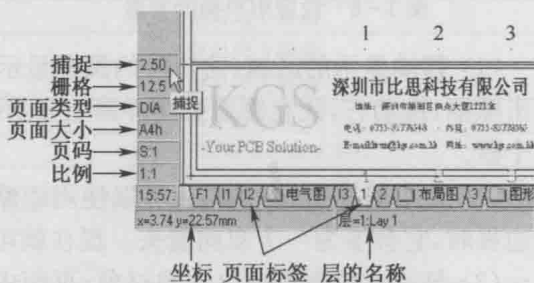 1 2 3
捕捉 2.50
栅格 12.5
页面类型 DIA
捕捉
页面大小 A4h
页码 S:1
比例 1:1
深圳市比思科技有限公司
KGS
-Your PCB Solution-
15:57: F1 I1 I2 电气图 I3 1 2 布局图 3 图形
x=3.74 y=22.57mm 层=1:Lay 1
坐标 页面标签 层的名称